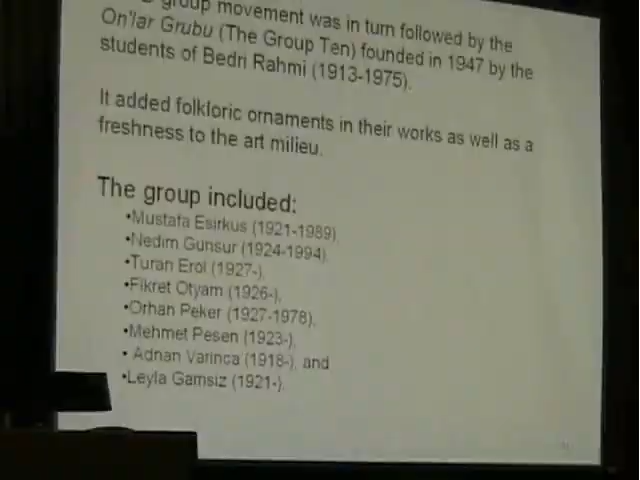 group movement was in turn followed by the
On'lar Grubu (The Group Ten) founded in 1947 by the
students of Bedri Rahmi (1913-1975).
It added folkloric ornaments in their works as well as a
freshness to the art milieu.
The group included:
•Mustafa Esirkus (1921-1989),
•Nedim Gunsur (1924-1994),
•Turan Erol (1927-),
•Fikret Otyam (1926-),
•Orhan Peker (1927-1978),
•Mehmet Pesen (1923-),
• Adnan Varinca (1918-), and
•Leyla Gamsiz (1921-).